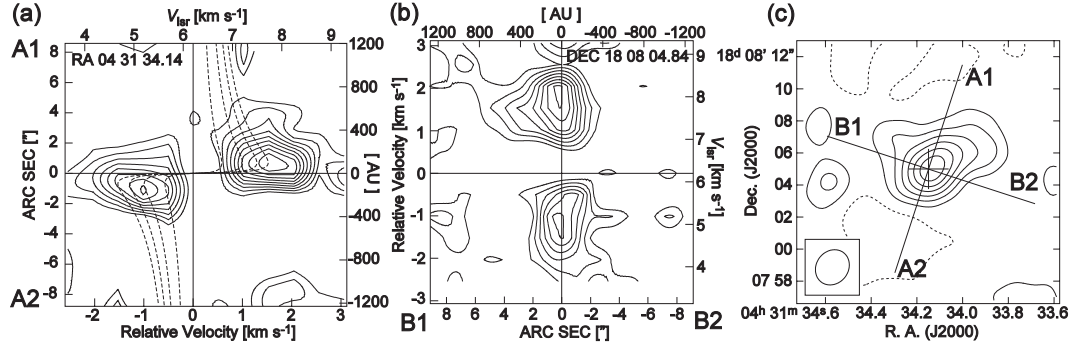 (a)
V lsr [km s-1]
4 5 6 7 8 9
A1
RA 04 31 34.14
8
6
4
2
0
-2
-4
-6
-8
ARC SEC ["]
1200
800
400
0
-400
-800
-1200
[ AU ]
A2
-2 -1 0 1 2 3
Relative Velocity [km s-1]
(b)
[ AU ]
1200 800 400 0 -400 -800 -1200
DEC 18 08 04.84
3
2
1
0
-1
-2
-3
Relative Velocity [km s-1]
9
8
7
6
5
4
V lsr [km s-1]
8 6 4 2 0 -2 -4 -6 -8
B1
ARC SEC ["]
B2
(c)
18d 08' 12"
10
08
06
04
02
00
07 58
Dec. (J2000)
A1
B1
B2
A2
04h 31m 34s.6 34.4 34.2 34.0 33.8 33.6
R. A. (J2000)